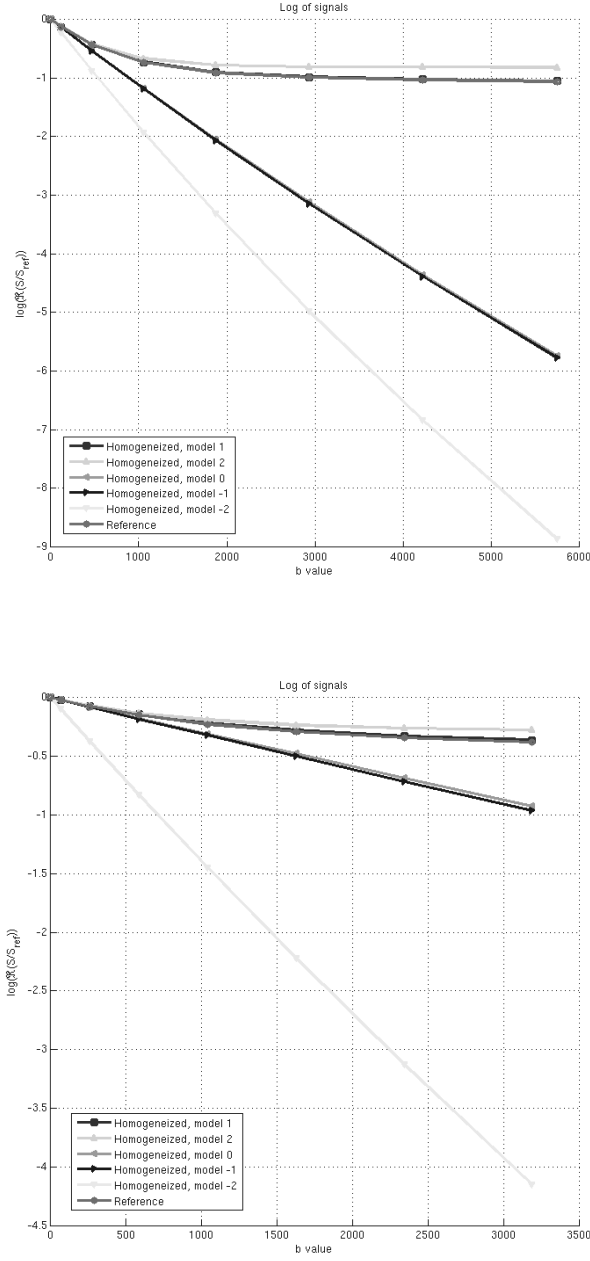 Log of signals
0
-1
-2
-3
-4
-5
-6
-7
-8
-9
log(ℜ(S/Sref))
Homogeneized, model 1
Homogeneized, model 2
Homogeneized, model 0
Homogeneized, model -1
Homogeneized, model -2
Reference
0 1000 2000 3000 4000 5000 6000
b value
Log of signals
0
-0.5
-1
-1.5
-2
-2.5
-3
-3.5
-4
-4.5
log(ℜ(S/Sref))
Homogeneized, model 1
Homogeneized, model 2
Homogeneized, model 0
Homogeneized, model -1
Homogeneized, model -2
Reference
0 500 1000 1500 2000 2500 3000 3500
b value